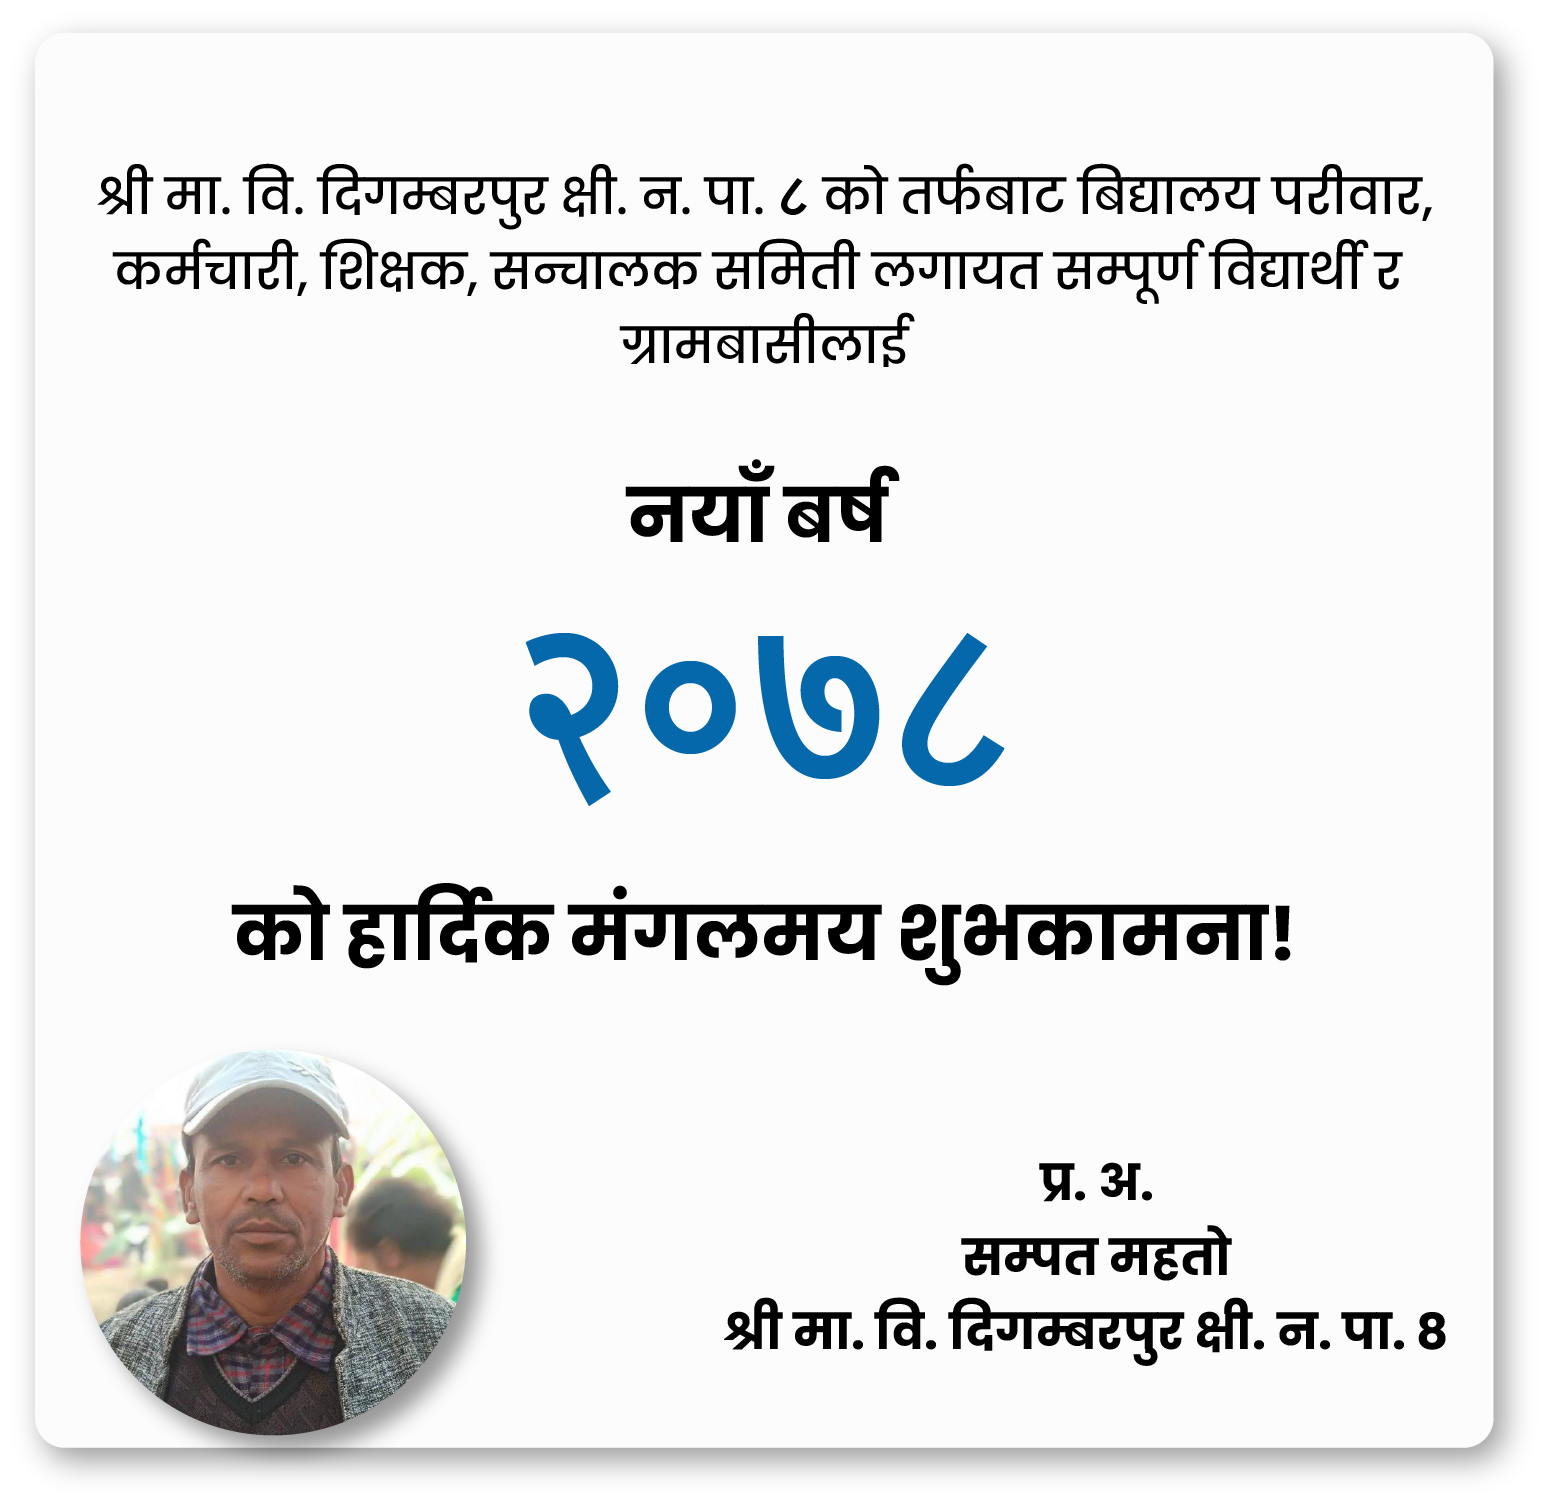 श्री मा. वि. दिगम्बरपुर क्षी. न. पा. ८ को तर्फबाट बिद्यालय परीवार,
कर्मचारी, शिक्षक, सन्चालक समिती लगायत सम्पूर्ण विद्यार्थी र
ग्रामबासीलाई
नयाँ बर्ष
२०७८
को हार्दिक मंगलमय शुभकामना!
प्र. अ.
सम्पत महतो
श्री मा. वि. दिगम्बरपुर क्षी. न. पा. 8